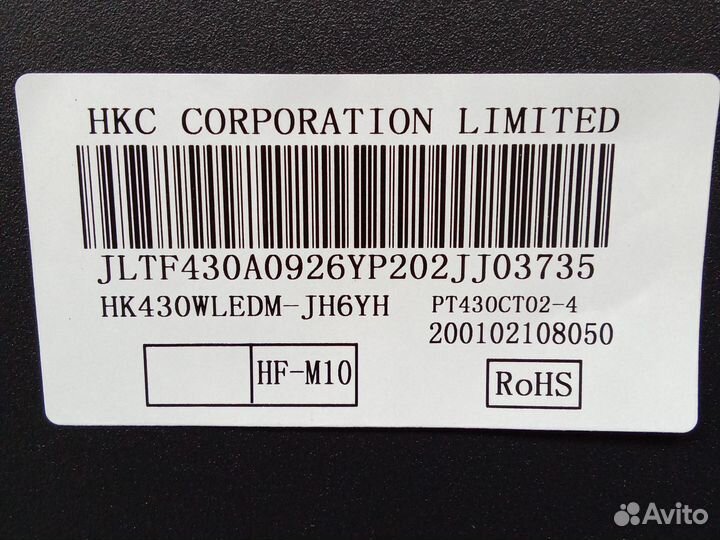 HKC CORPORATION LIMITED
JLTF430A0926YP202JJ03735
HK430WLEDM-JH6YH PT430CT02-4
200102108050
HF-M10
RoHS
Avito